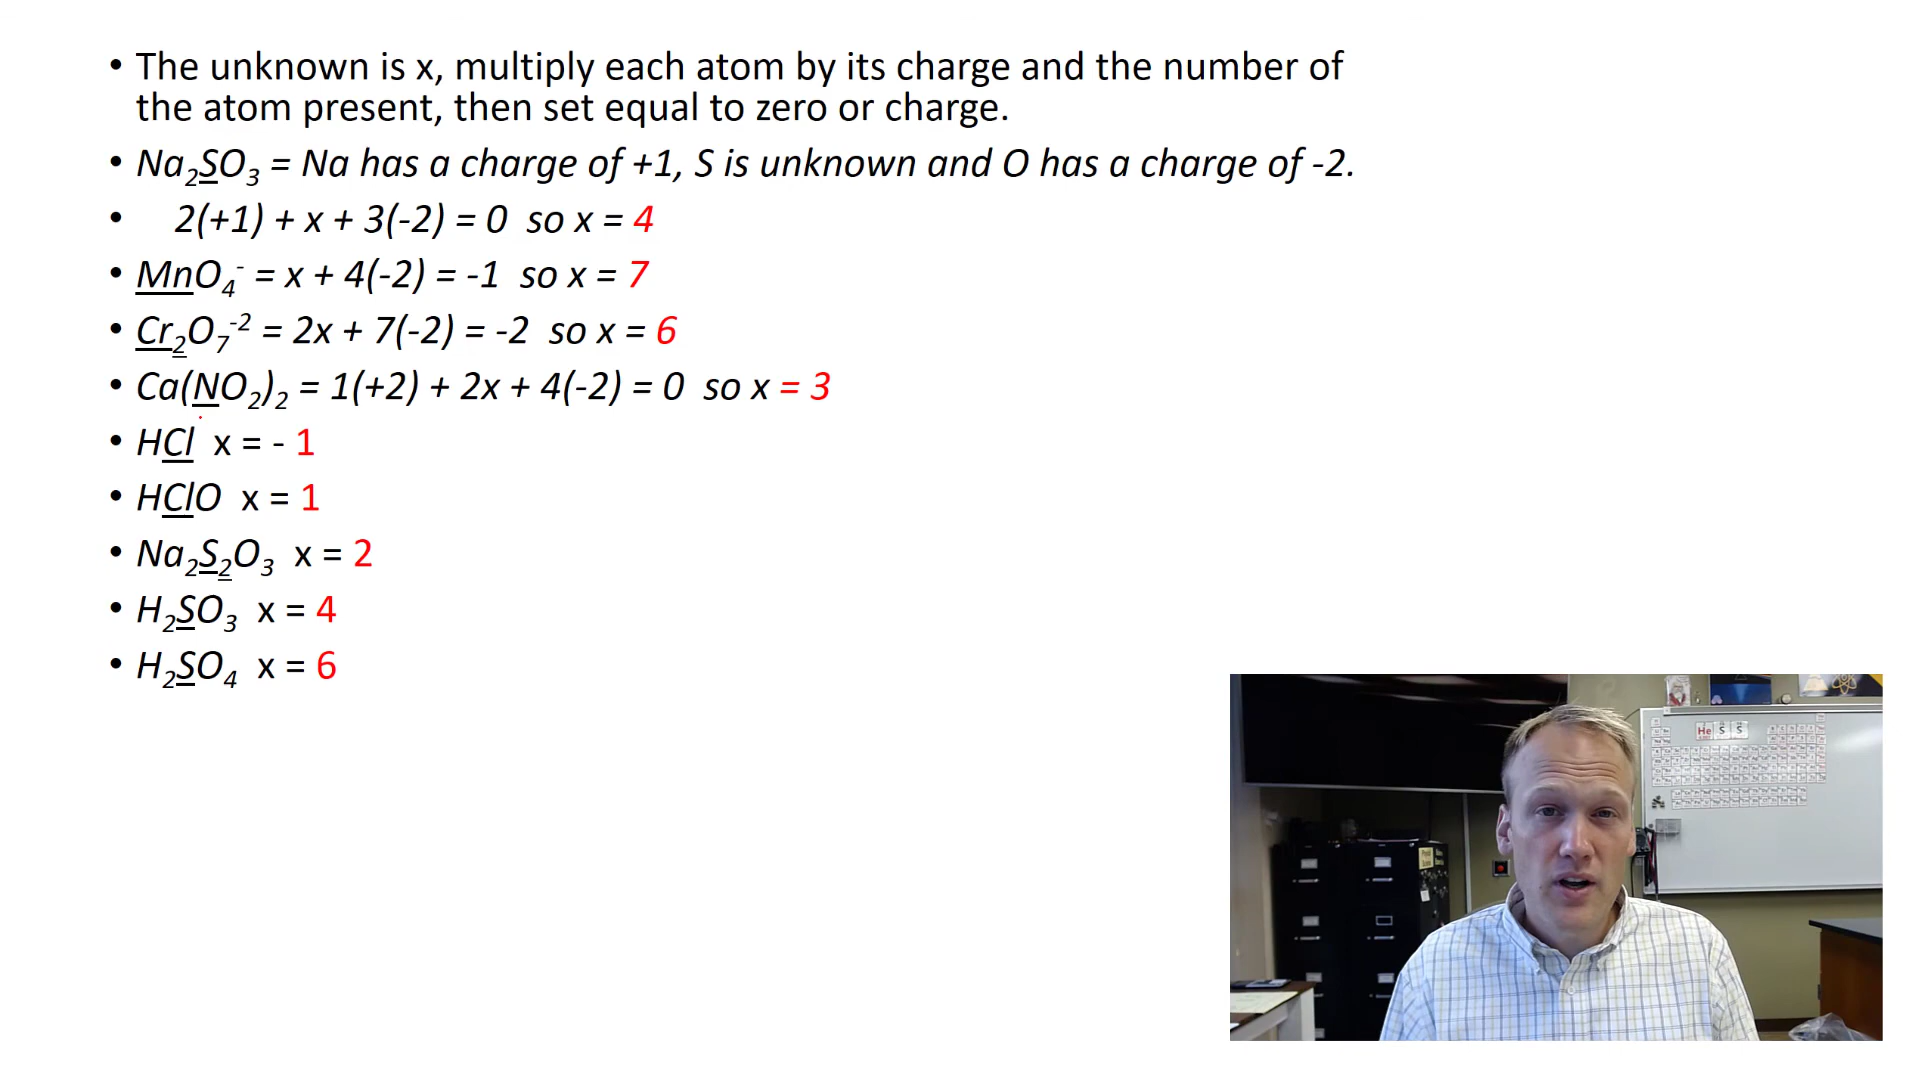 • The unknown is x, multiply each atom by its charge and the number of
the atom present, then set equal to zero or charge.
• Na₂SO₃ = Na has a charge of +1, S is unknown and O has a charge of -2.
• 2(+1) + x + 3(-2) = 0 so x = 4
• MnO₄⁻ = x + 4(-2) = -1 so x = 7
• Cr₂O₇⁻² = 2x + 7(-2) = -2 so x = 6
• Ca(NO₂)₂ = 1(+2) + 2x + 4(-2) = 0 so x = 3
• HCl x = - 1
• HClO x = 1
• Na₂S₂O₃ x = 2
• H₂SO₃ x = 4
• H₂SO₄ x = 6
He S S